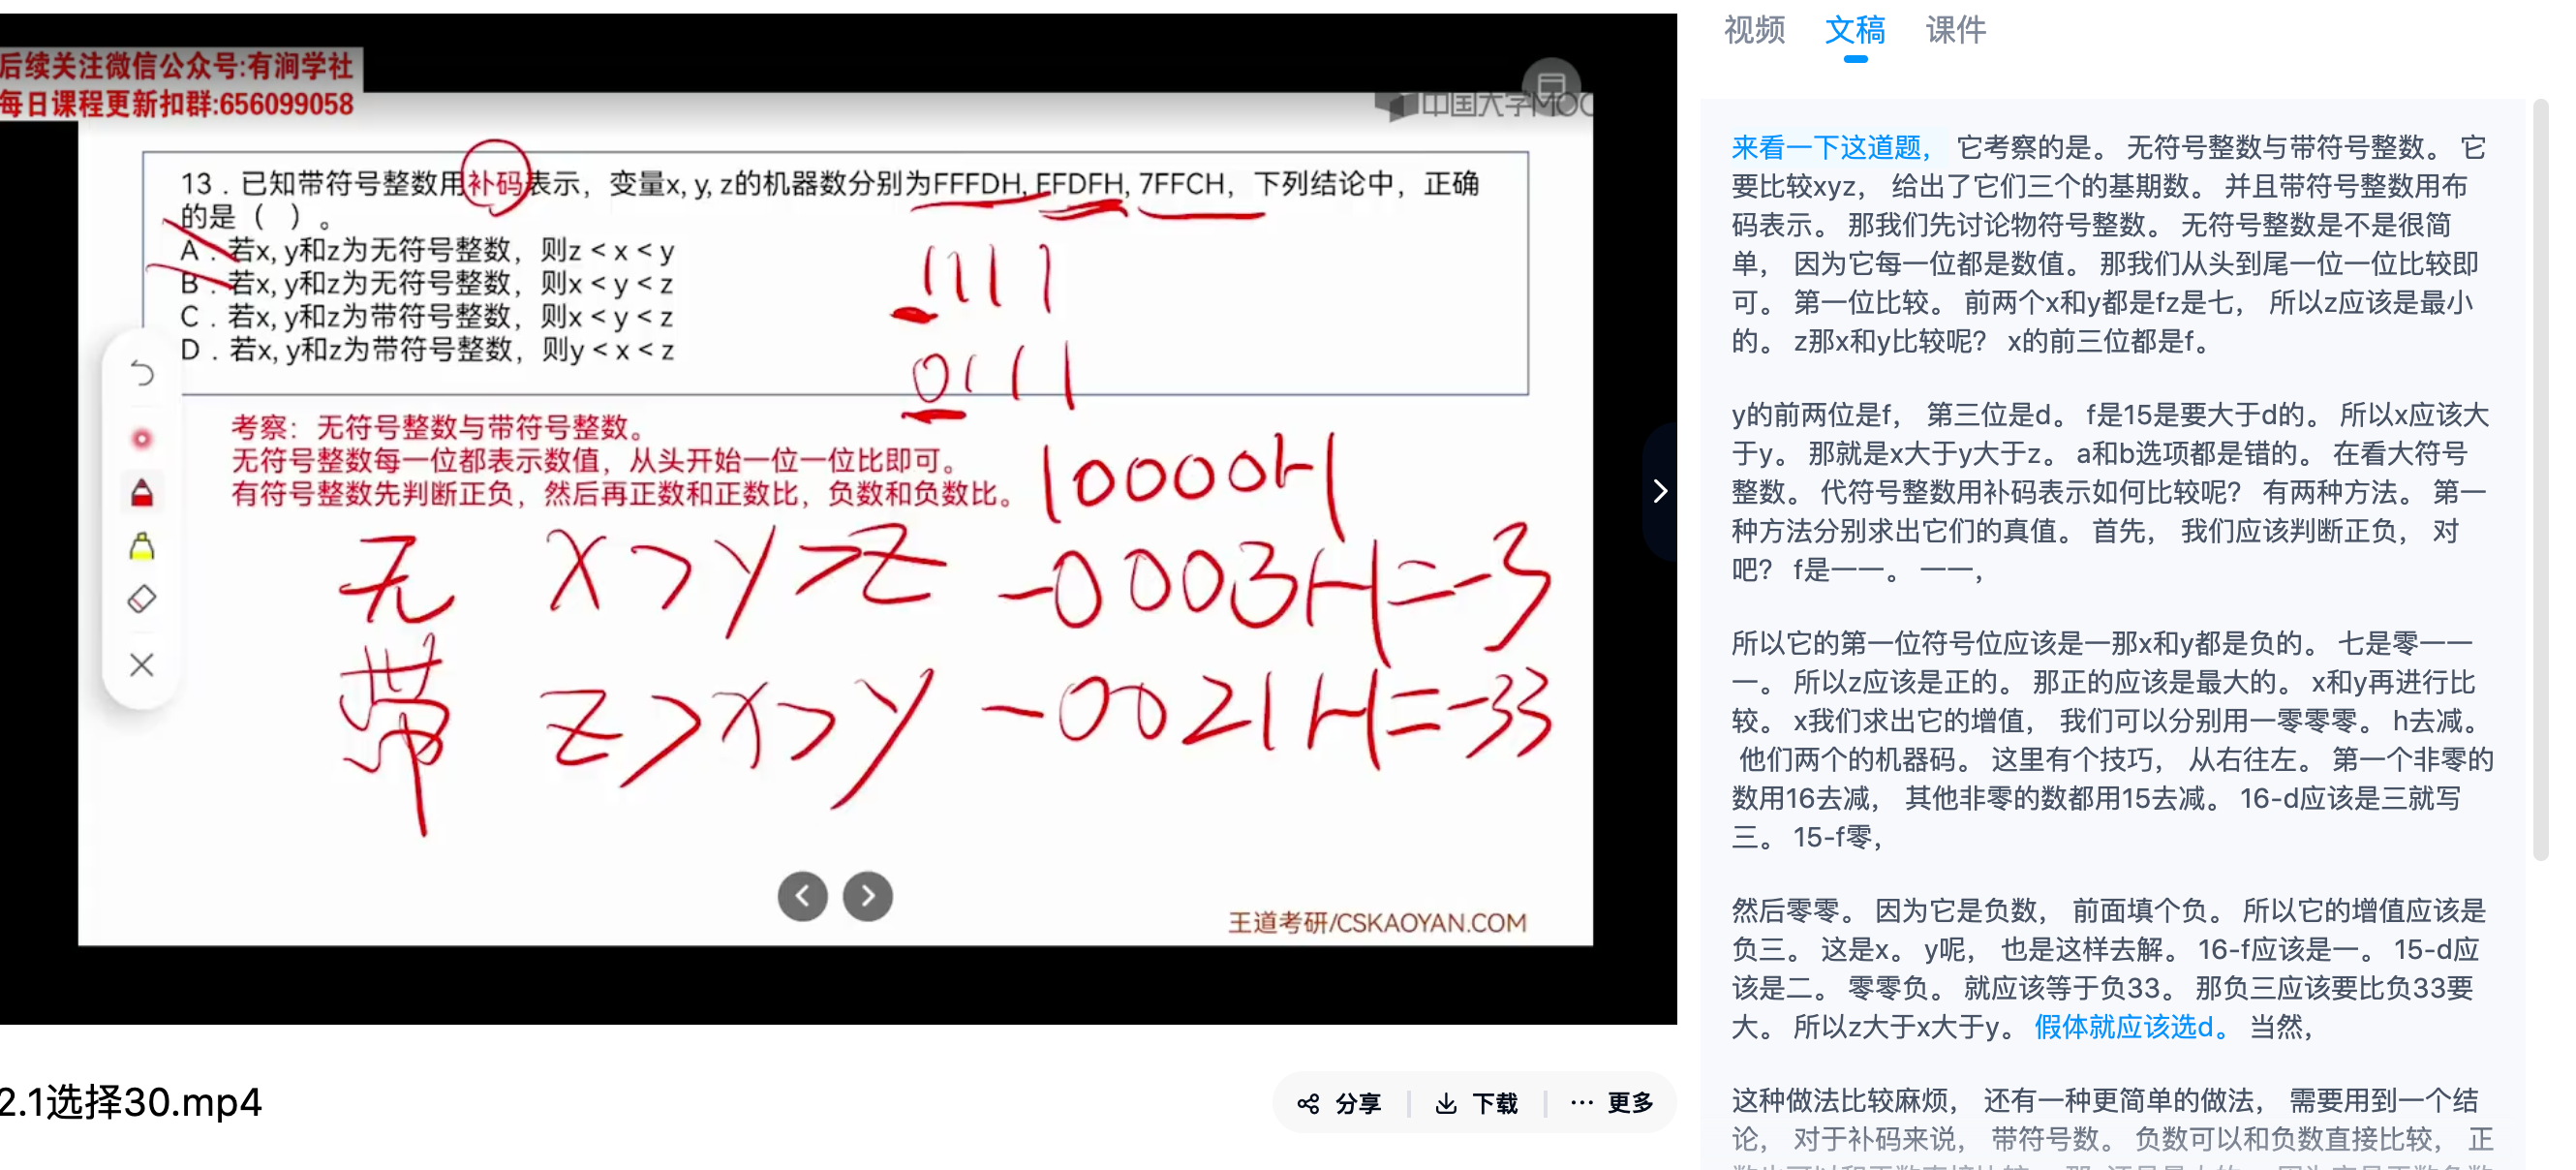 后续关注微信公众号:有涧学社
每日课程更新扣群:656099058
中国大学MOO
13．已知带符号整数用补码表示，变量x, y, z的机器数分别为FFFDH, FFDFH, 7FFCH，下列结论中，正确
的是（ ）。
A．若x, y和z为无符号整数，则z < x < y
B．若x, y和z为无符号整数，则x < y < z
C．若x, y和z为带符号整数，则x < y < z
D．若x, y和z为带符号整数，则y < x < z
1111
0111
考察：无符号整数与带符号整数。
无符号整数每一位都表示数值，从头开始一位一位比即可。
有符号整数先判断正负，然后再正数和正数比，负数和负数比。
10000H
无 x>y>z -0003H=-3
带 z>x>y -0021H=-33
王道考研/CSKAOYAN.COM
2.1选择30.mp4
分享 下载 更多
视频 文稿 课件
来看一下这道题， 它考察的是。 无符号整数与带符号整数。 它
要比较xyz， 给出了它们三个的基期数。 并且带符号整数用布
码表示。 那我们先讨论物符号整数。 无符号整数是不是很简
单， 因为它每一位都是数值。 那我们从头到尾一位一位比较即
可。 第一位比较。 前两个x和y都是fz是七， 所以z应该是最小
的。 z那x和y比较呢？ x的前三位都是f。
y的前两位是f， 第三位是d。 f是15是要大于d的。 所以x应该大
于y。 那就是x大于y大于z。 a和b选项都是错的。 在看大符号
整数。 代符号整数用补码表示如何比较呢？ 有两种方法。 第一
种方法分别求出它们的真值。 首先， 我们应该判断正负， 对
吧？ f是一一。 一一，
所以它的第一位符号位应该是一那x和y都是负的。 七是零一一
一。 所以z应该是正的。 那正的应该是最大的。 x和y再进行比
较。 x我们求出它的增值， 我们可以分别用一零零零。 h去减。
他们两个的机器码。 这里有个技巧， 从右往左。 第一个非零的
数用16去减， 其他非零的数都用15去减。 16-d应该是三就写
三。 15-f零，
然后零零。 因为它是负数， 前面填个负。 所以它的增值应该是
负三。 这是x。 y呢， 也是这样去解。 16-f应该是一。 15-d应
该是二。 零零负。 就应该等于负33。 那负三应该要比负33要
大。 所以z大于x大于y。 假体就应该选d。 当然，
这种做法比较麻烦， 还有一种更简单的做法， 需要用到一个结
论， 对于补码来说， 带符号数。 负数可以和负数直接比较， 正